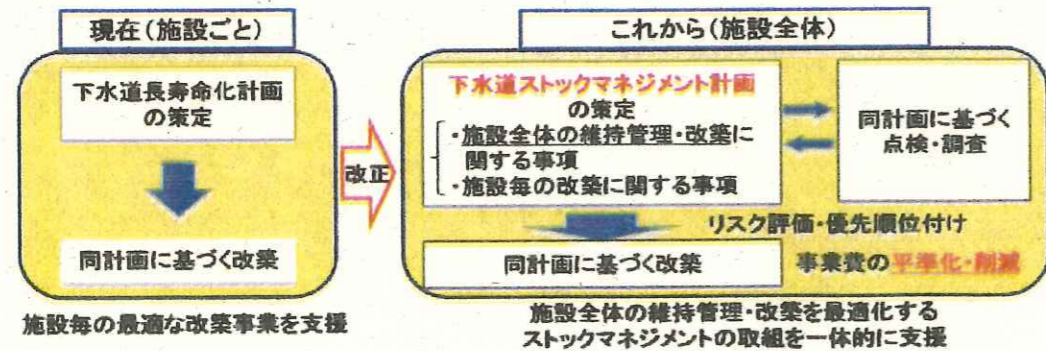 現在(施設ごと)
下水道長寿命化計画
の策定
同計画に基づく改築
施設毎の最適な改築事業を支援
改正
これから(施設全体)
下水道ストックマネジメント計画
の策定
・施設全体の維持管理・改築に
関する事項
・施設毎の改築に関する事項
同計画に基づく
点検・調査
リスク評価・優先順位付け
同計画に基づく改築
事業費の平準化・削減
施設全体の維持管理・改築を最適化する
ストックマネジメントの取組を一体的に支援